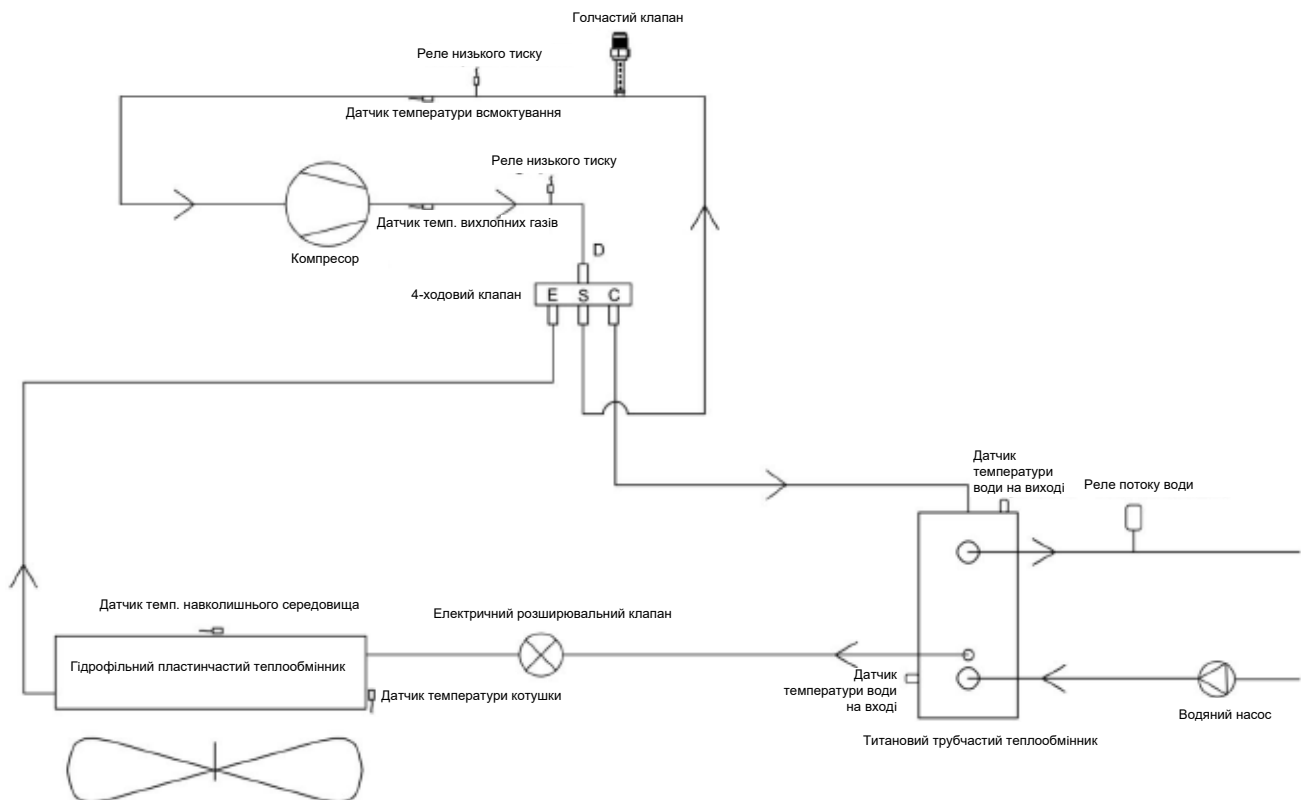 Голчастий клапан
Реле низького тиску
Датчик температури всмоктування
Реле низького тиску
Датчик темп. вихлопних газів
Компресор
D
4-ходовий клапан
E S C
Датчик
температури
води на виході
Реле потоку води
Датчик темп. навколишнього середовища
Електричний розширювальний клапан
Гідрофільний пластинчастий теплообмінник
Датчик температури котушки
Датчик
температури води
на вході
Водяний насос
Титановий трубчастий теплообмінник